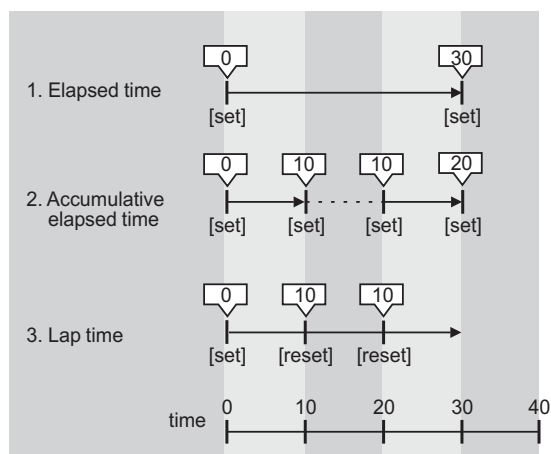 0 30
1. Elapsed time
[set] [set]
0 10 10 20
2. Accumulative
elapsed time
[set] [set] [set] [set]
0 10 10
3. Lap time
[set] [reset] [reset]
0 10 20 30 40
time